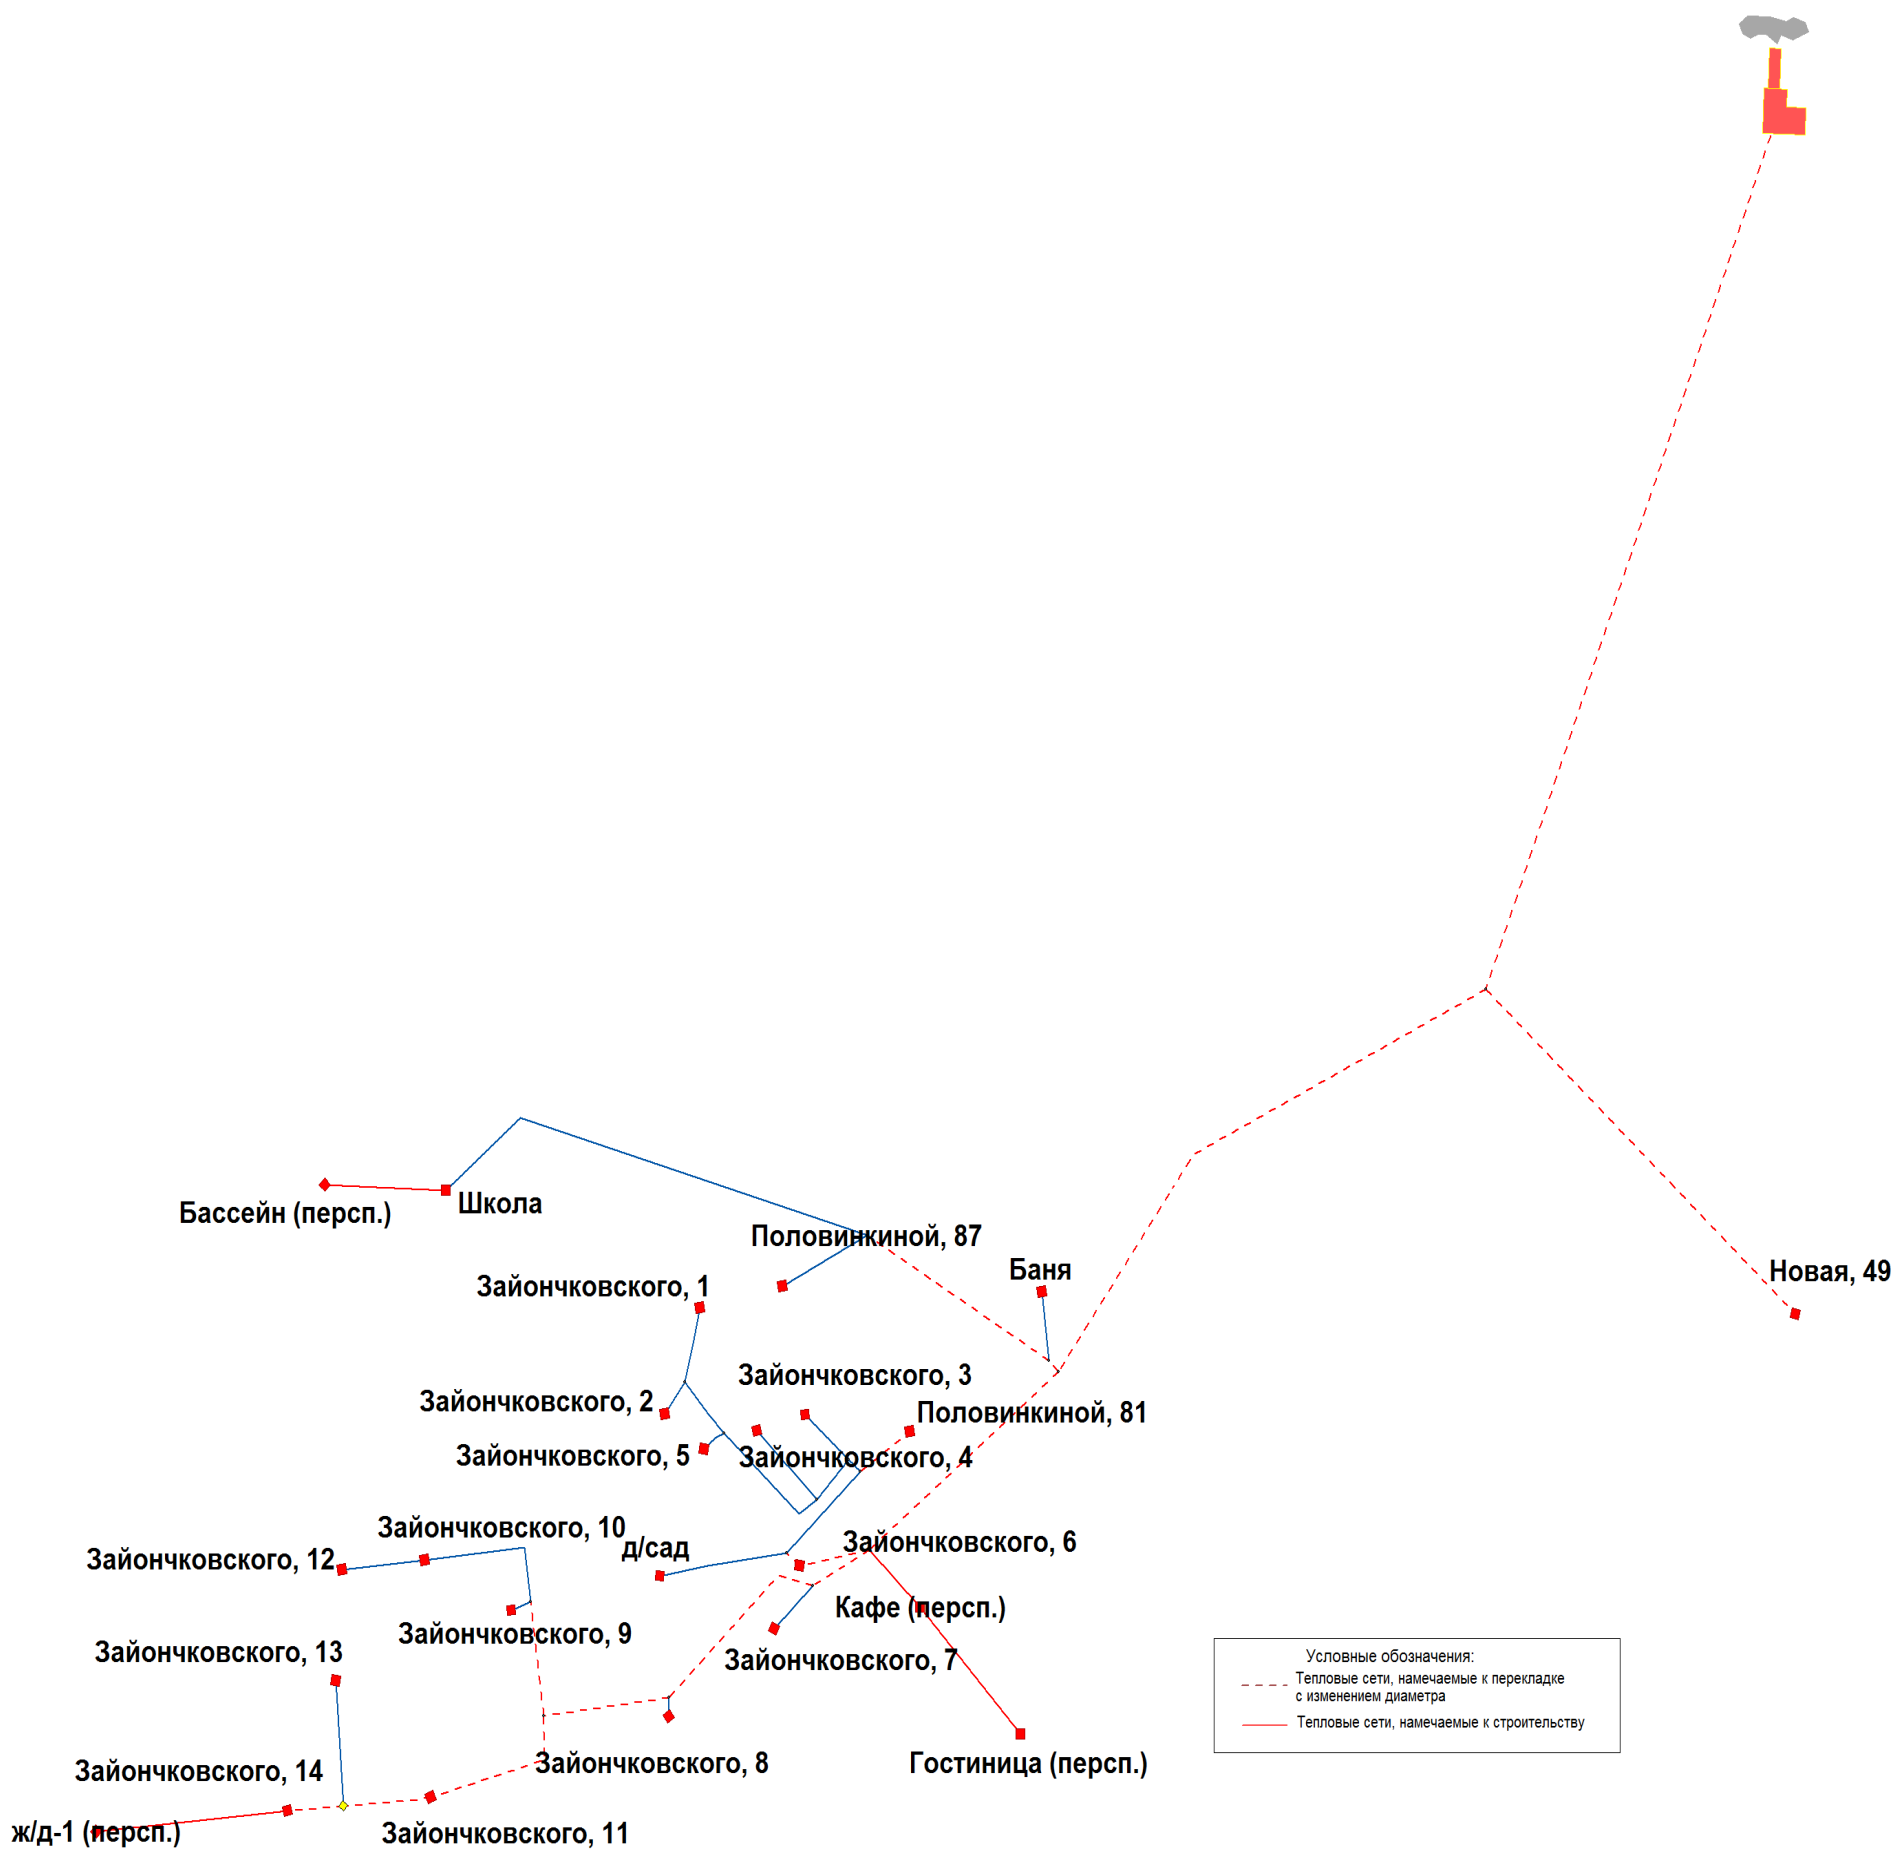 Бассейн (персп.)
Школа
Половинкиной, 87
Баня
Новая, 49
Зайончковского, 1
Зайончковского, 3
Зайончковского, 2
Половинкиной, 81
Зайончковского, 5
Зайончковского, 4
Зайончковского, 10
Зайончковского, 12
д/сад
Зайончковского, 6
Кафе (персп.)
Зайончковского, 9
Зайончковского, 13
Зайончковского, 7
Зайончковского, 14
Зайончковского, 8
Гостиница (персп.)
ж/д-1 (персп.)
Зайончковского, 11
Условные обозначения:
Тепловые сети, намечаемые к перекладке
с изменением диаметра
Тепловые сети, намечаемые к строительству